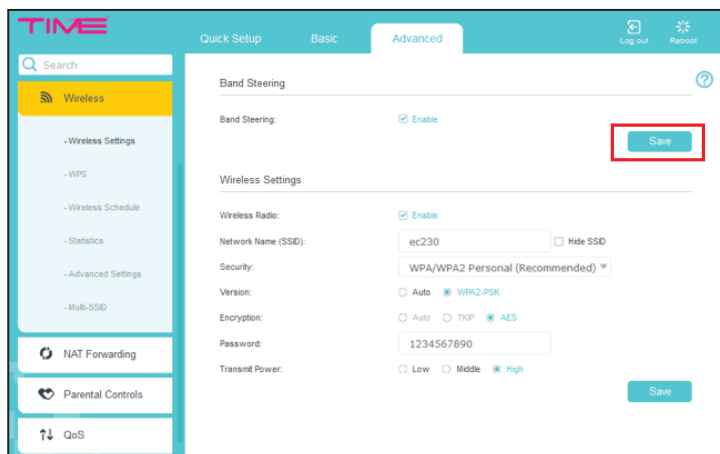 TIME
Quick Setup Basic Advanced Log out Reboot
Search
Wireless
- Wireless Settings
- WPS
- Wireless Schedule
- Statistics
- Advanced Settings
- Multi-SSID
NAT Forwarding
Parental Controls
QoS
Band Steering
?
Band Steering: Enable
Save
Wireless Settings
Wireless Radio: Enable
Network Name (SSID): ec230 Hide SSID
Security: WPA/WPA2 Personal (Recommended)
Version: Auto WPA2-PSK
Encryption: Auto TKIP AES
Password: 1234567890
Transmit Power: Low Middle High
Save